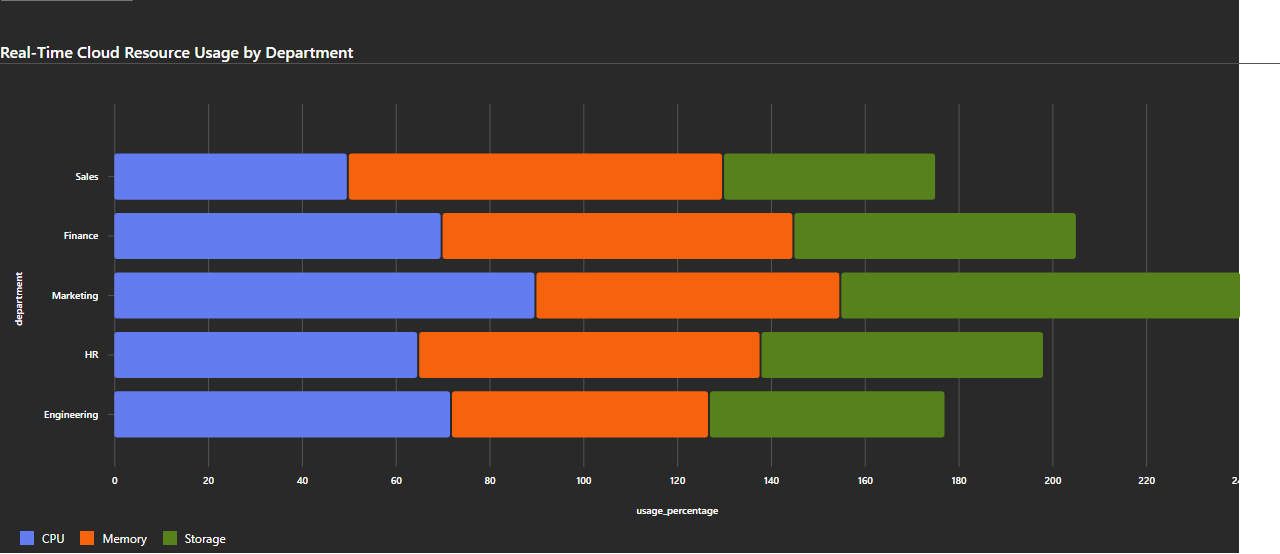 Real-Time Cloud Resource Usage by Department
Sales
Finance
Marketing
HR
Engineering
department
0 20 40 60 80 100 120 140 160 180 200 220
usage_percentage
CPU Memory Storage